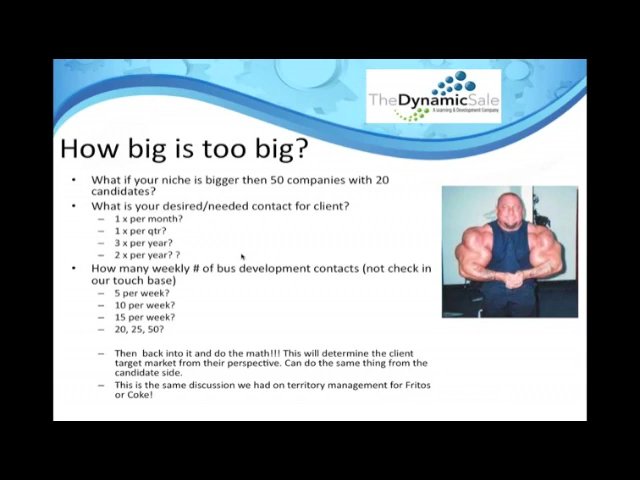 TheDynamicSale
A Learning & Development Company
How big is too big?
• What if your niche is bigger then 50 companies with 20
candidates?
• What is your desired/needed contact for client?
– 1 x per month?
– 1 x per qtr?
– 3 x per year?
– 2 x per year? ?
• How many weekly # of bus development contacts (not check in
our touch base)
– 5 per week?
– 10 per week?
– 15 per week?
– 20, 25, 50?
– Then back into it and do the math!!! This will determine the client
target market from their perspective. Can do the same thing from the
candidate side.
– This is the same discussion we had on territory management for Fritos
or Coke!